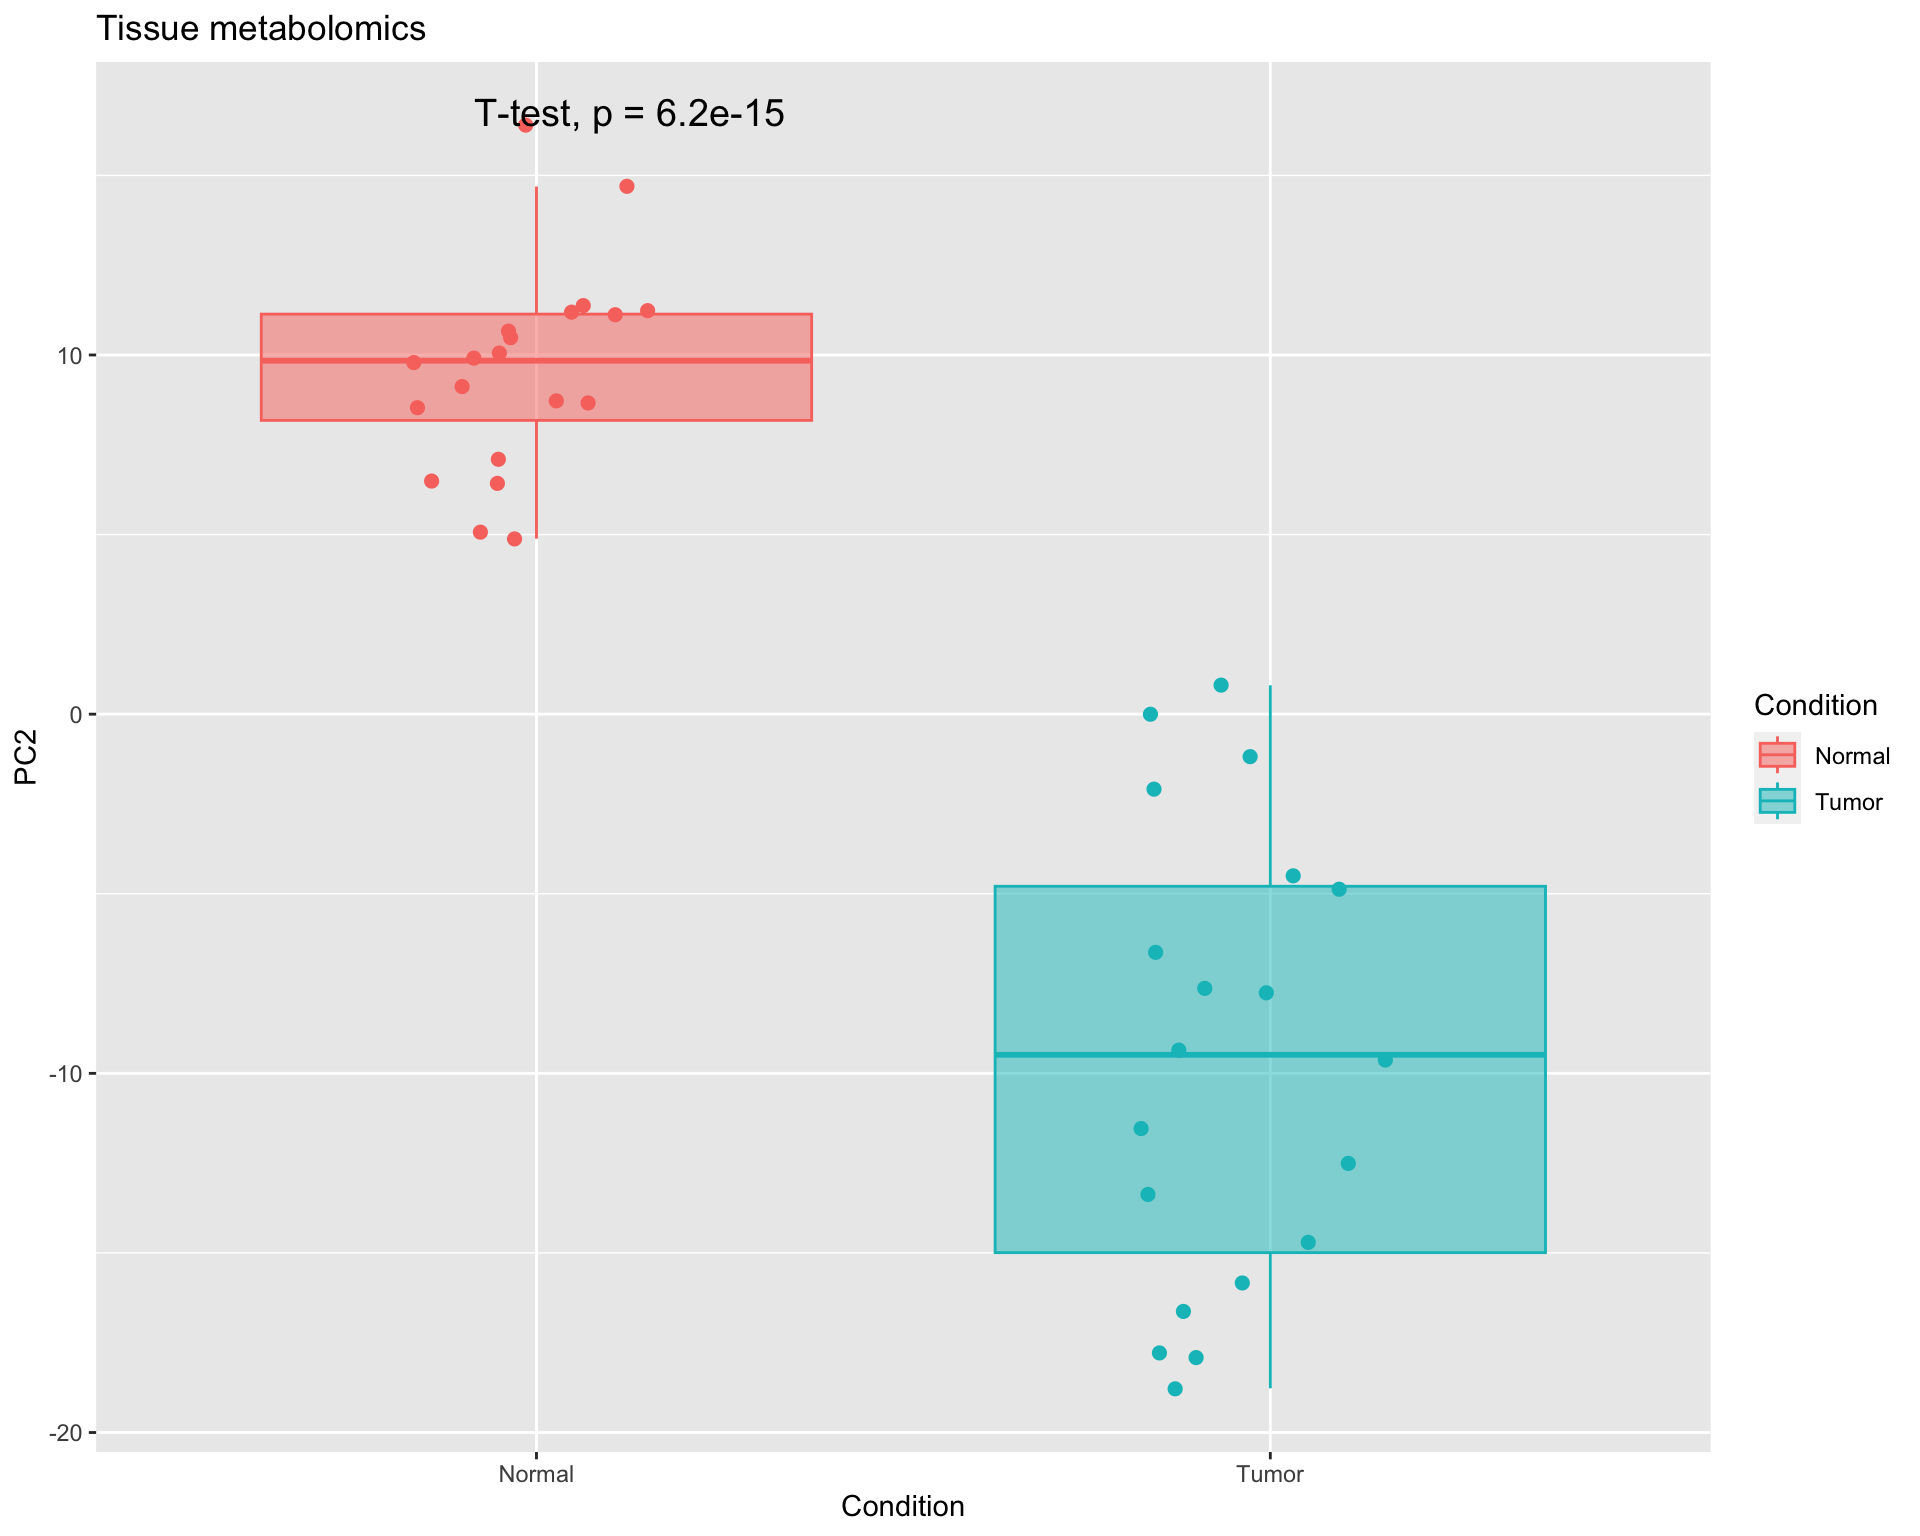 Tissue metabolomics
T-test, p = 6.2e-15
10
0
-10
-20
PC2
Normal
Tumor
Condition
Condition
Normal
Tumor